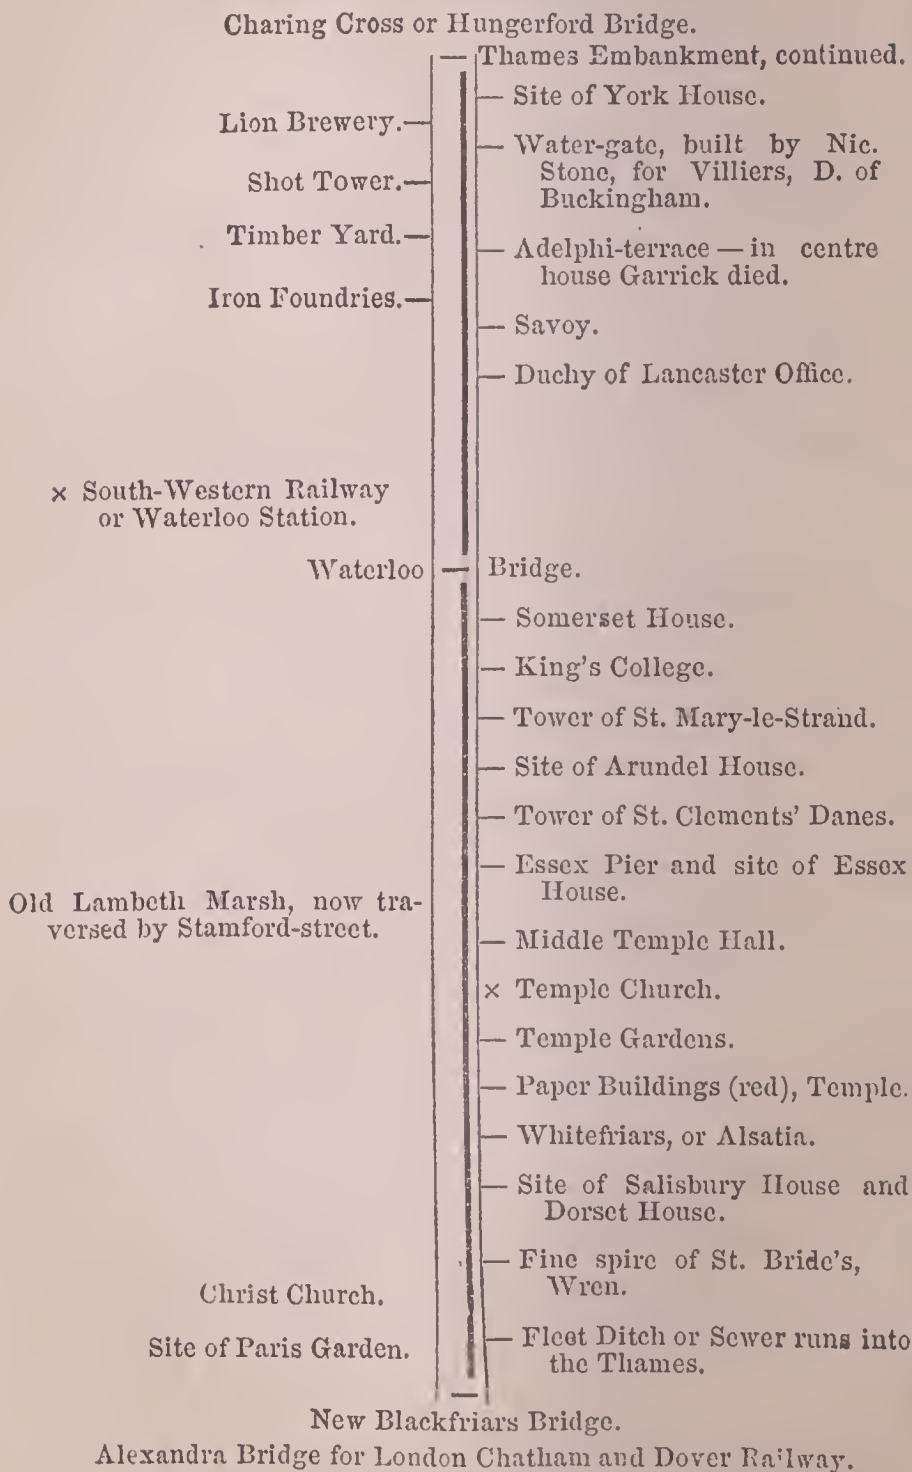 Charing Cross or Hungerford Bridge.
— Thames Embankment, continued.
— Site of York House.
Lion Brewery.—
— Water-gate, built by Nic.
Stone, for Villiers, D. of
Buckingham.
Shot Tower.—
Timber Yard.—
— Adelphi-terrace — in centre
house Garrick died.
Iron Foundries.—
— Savoy.
— Duchy of Lancaster Office.
× South-Western Railway
or Waterloo Station.
Waterloo — Bridge.
— Somerset House.
— King's College.
— Tower of St. Mary-le-Strand.
— Site of Arundel House.
— Tower of St. Clements' Danes.
— Essex Pier and site of Essex
House.
Old Lambeth Marsh, now tra-
versed by Stamford-street.
— Middle Temple Hall.
× Temple Church.
— Temple Gardens.
— Paper Buildings (red), Temple.
— Whitefriars, or Alsatia.
— Site of Salisbury House and
Dorset House.
— Fine spire of St. Bride's,
Wren.
Christ Church.
Site of Paris Garden.
— Fleet Ditch or Sewer runs into
the Thames.
New Blackfriars Bridge.
Alexandra Bridge for London Chatham and Dover Railway.